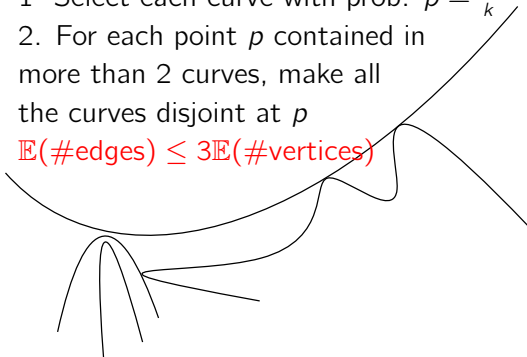 1 Select each curve with prob. p = k
2. For each point p contained in
more than 2 curves, make all
the curves disjoint at p
𝔼(#edges) ≤ 3𝔼(#vertices)